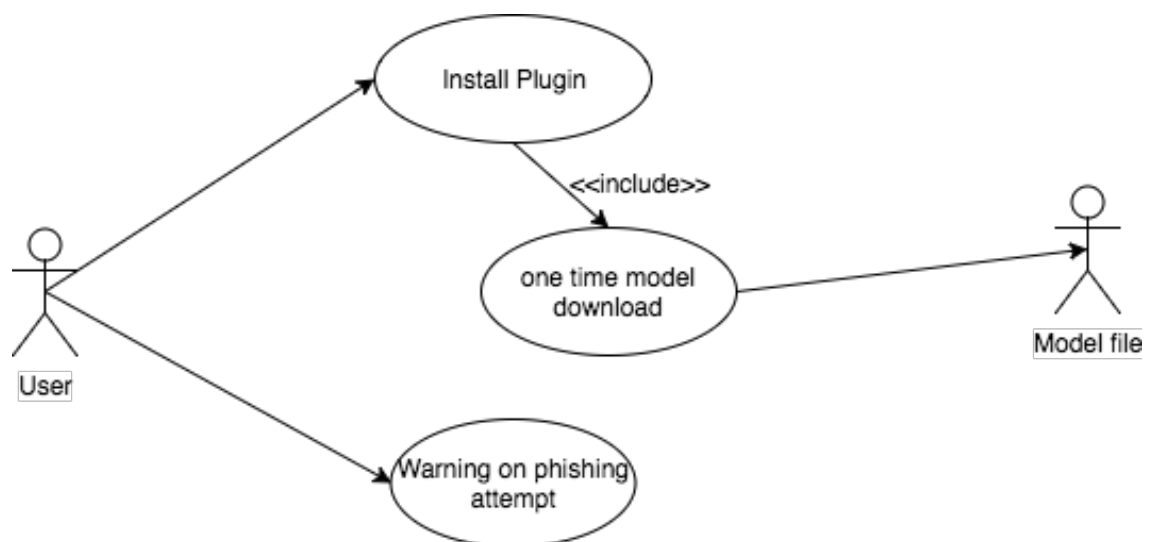 Install Plugin
<<include>>
one time model
download
Model file
User
Warning on phishing
attempt